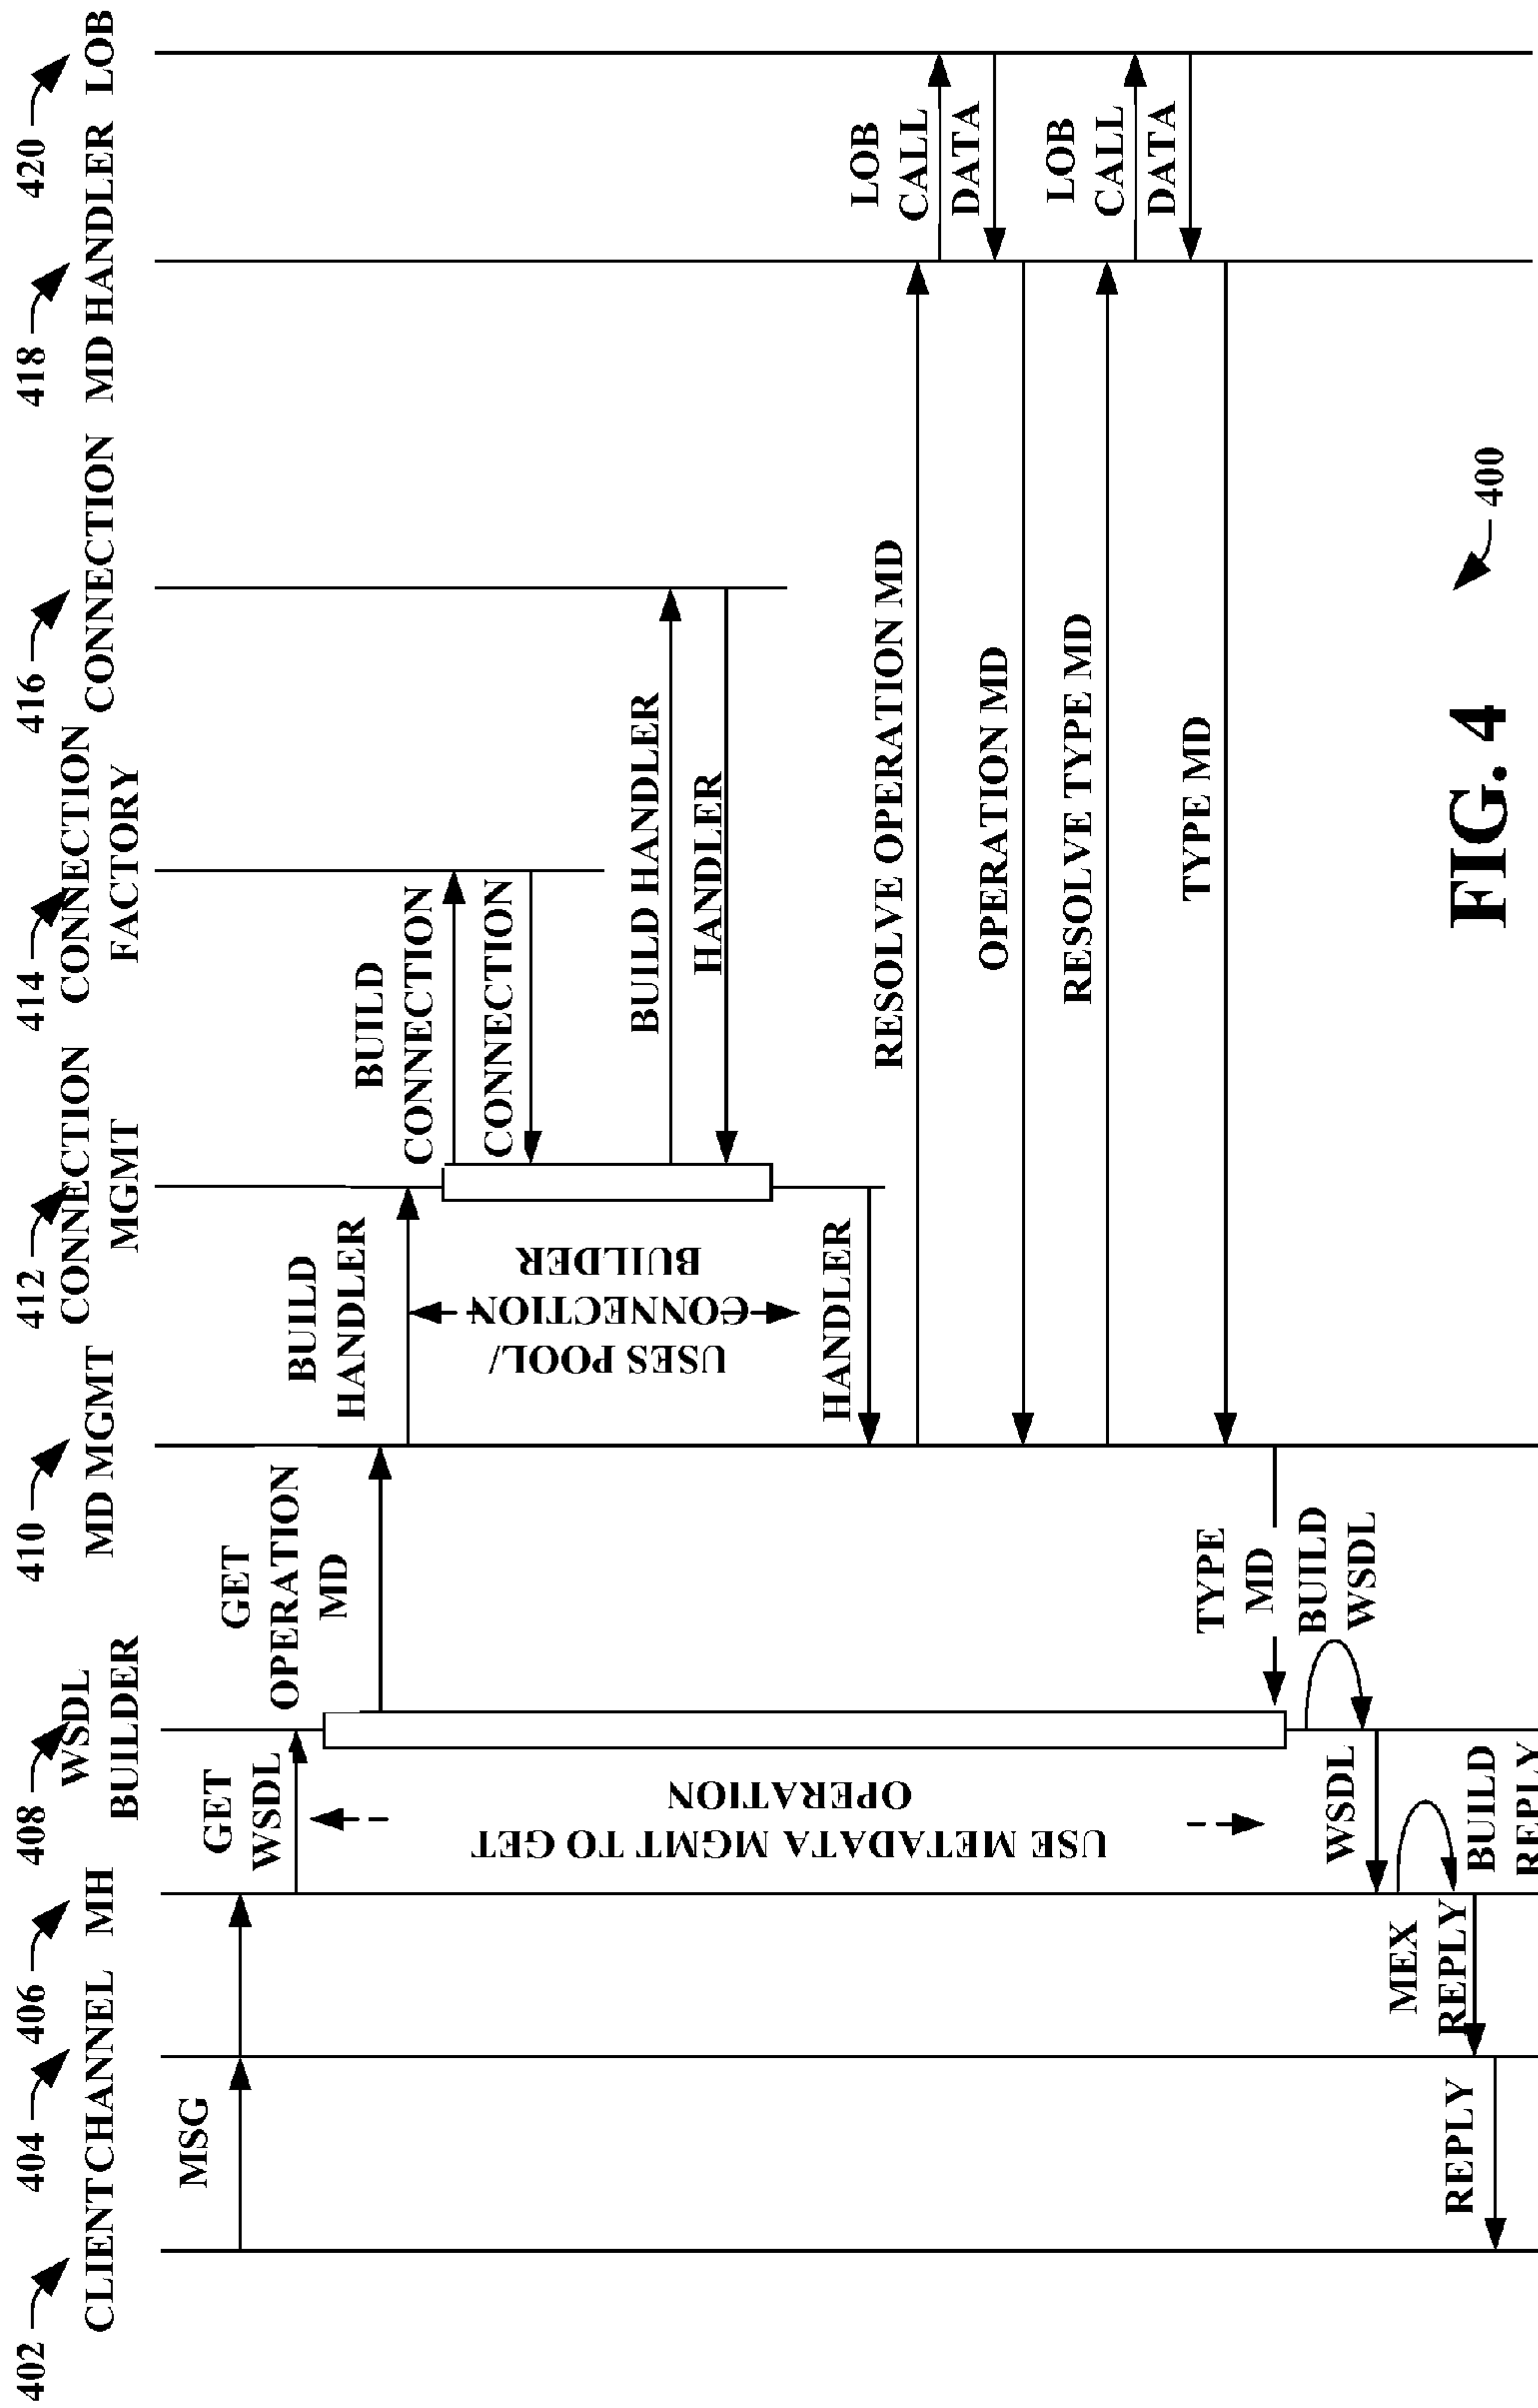 402
404
406
408
410
412
414
416
418
420
CLIENT
CHANNEL
MH
WSDL
BUILDER
MD MGMT
CONNECTION
MGMT
CONNECTION
FACTORY
CONNECTION
MD HANDLER
LOB
MSG
GET
WSDL
GET
OPERATION
MD
BUILD
HANDLER
BUILD
CONNECTION
CONNECTION
USES POOL/
CONNECTION
BUILDER
BUILD HANDLER
HANDLER
HANDLER
USE METADATA MGMT TO GET
OPERATION
RESOLVE OPERATION MD
LOB
CALL
DATA
OPERATION MD
RESOLVE TYPE MD
LOB
CALL
DATA
TYPE MD
TYPE
MD
BUILD
WSDL
WSDL
BUILD
REPLY
MEX
REPLY
REPLY
FIG. 4
400